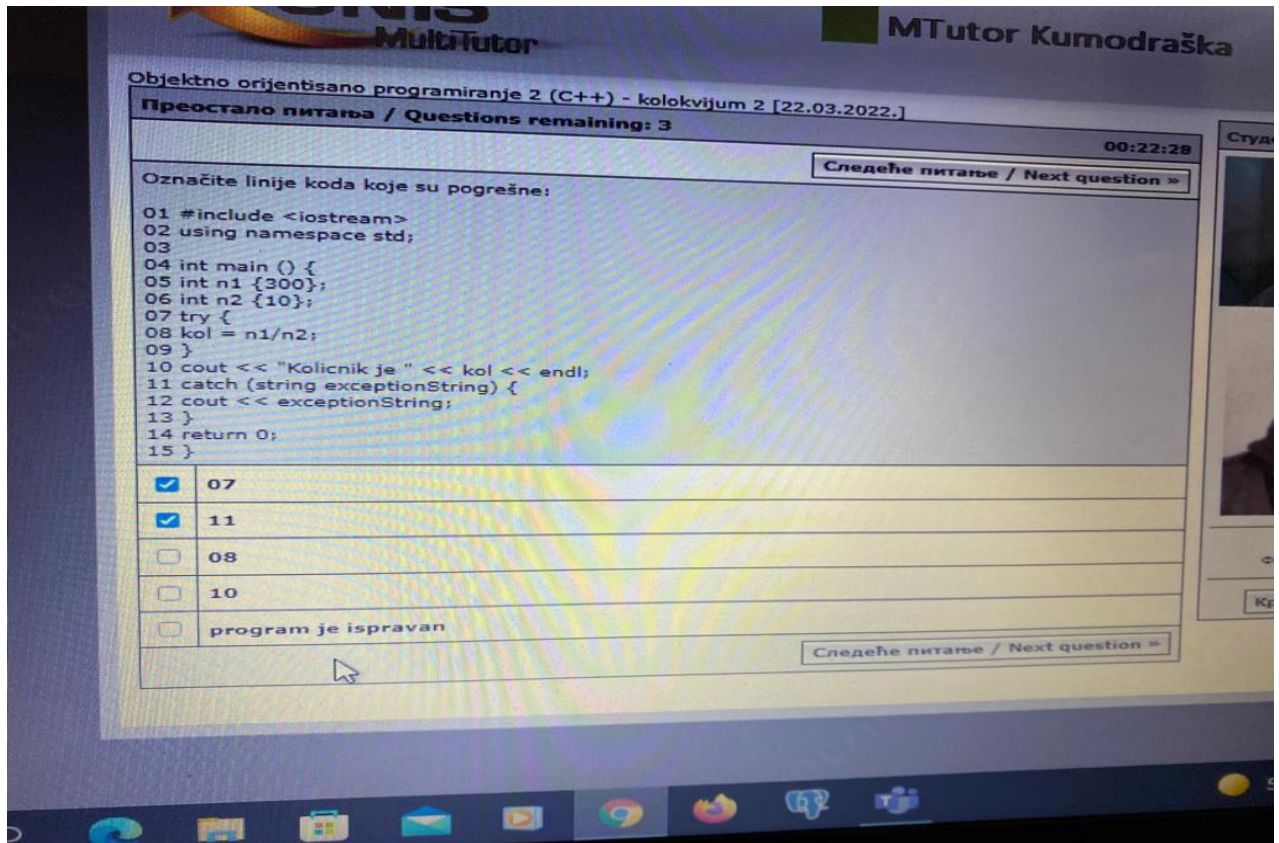 MultiTutor
MTutor Kumodraška
Objektno orijentisano programiranje 2 (C++) - kolokvijum 2 [22.03.2022.]
Преостало питања / Questions remaining: 3
00:22:28
Следеће питање / Next question »
Označite linije koda koje su pogrešne:
01 #include <iostream>
02 using namespace std;
03
04 int main () {
05 int n1 {300};
06 int n2 {10};
07 try {
08 kol = n1/n2;
09 }
10 cout << "Kolicnik je " << kol << endl;
11 catch (string exceptionString) {
12 cout << exceptionString;
13 }
14 return 0;
15 }
07
11
08
10
program je ispravan
Следеће питање / Next question »